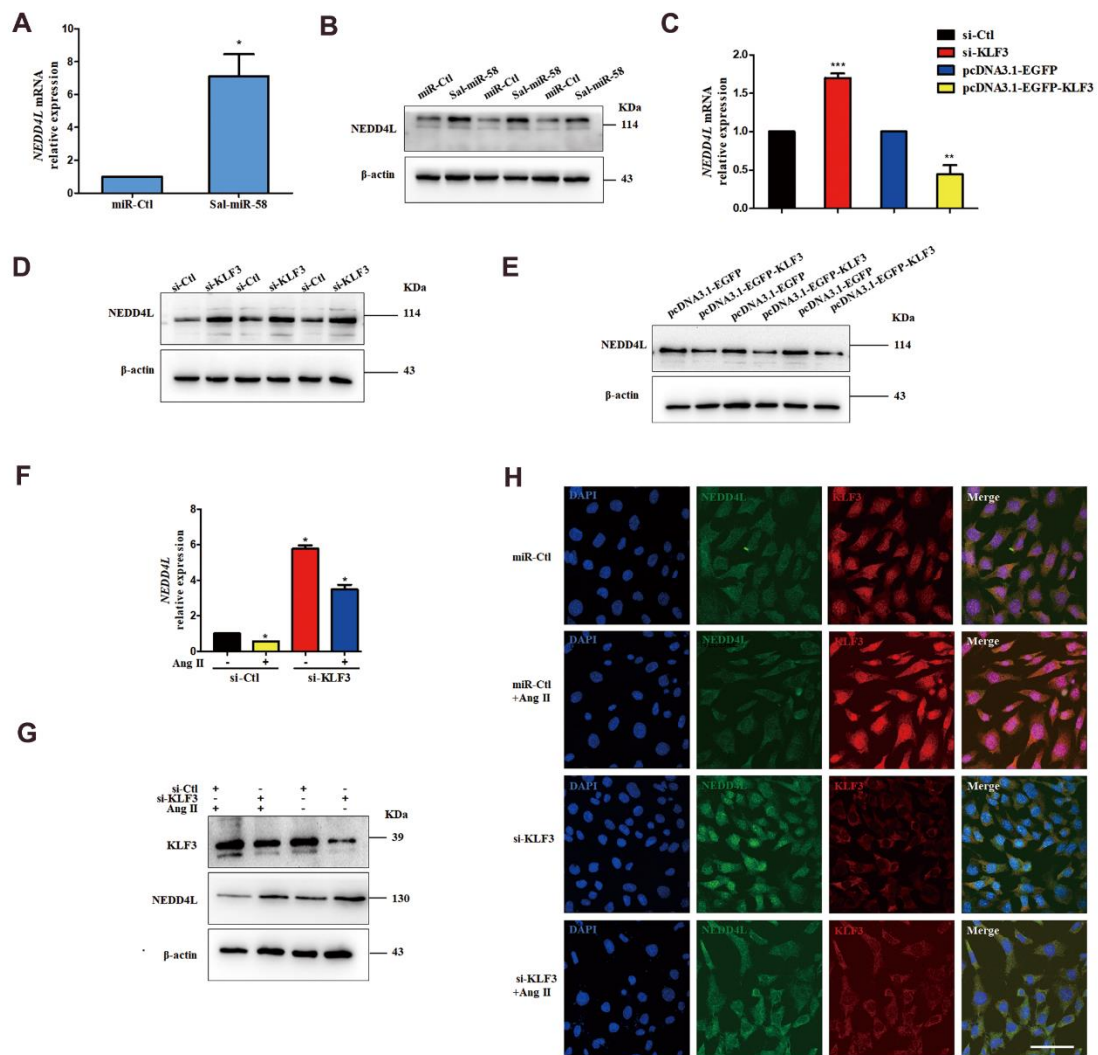 A
NEDD4L mRNA
relative expression
10
8
6
4
2
0
*
miR-Ctl
Sal-miR-58
B
miR-Ctl
Sal-miR-58
miR-Ctl
Sal-miR-58
miR-Ctl
Sal-miR-58
KDa
NEDD4L
114
β-actin
43
C
NEDD4L mRNA
relative expression
2.0
1.5
1.0
0.5
0.0
***
**
si-Ctl
si-KLF3
pcDNA3.1-EGFP
pcDNA3.1-EGFP-KLF3
D
si-Ctl
si-KLF3
si-Ctl
si-KLF3
si-Ctl
si-KLF3
KDa
NEDD4L
114
β-actin
43
E
pcDNA3.1-EGFP
pcDNA3.1-EGFP-KLF3
pcDNA3.1-EGFP
pcDNA3.1-EGFP-KLF3
pcDNA3.1-EGFP
pcDNA3.1-EGFP-KLF3
KDa
NEDD4L
114
β-actin
43
F
NEDD4L
relative expression
8
6
4
2
0
*
*
*
Ang II - + - +
si-Ctl si-KLF3
G
si-Ctl + - + -
si-KLF3 - + - +
Ang II + + - -
KDa
KLF3
39
NEDD4L
130
β-actin
43
H
DAPI NEDD4L KLF3 Merge
miR-Ctl
DAPI NEDD4L KLF3 Merge
miR-Ctl
+Ang II
DAPI NEDD4L KLF3 Merge
si-KLF3
DAPI NEDD4L KLF3 Merge
si-KLF3
+Ang II